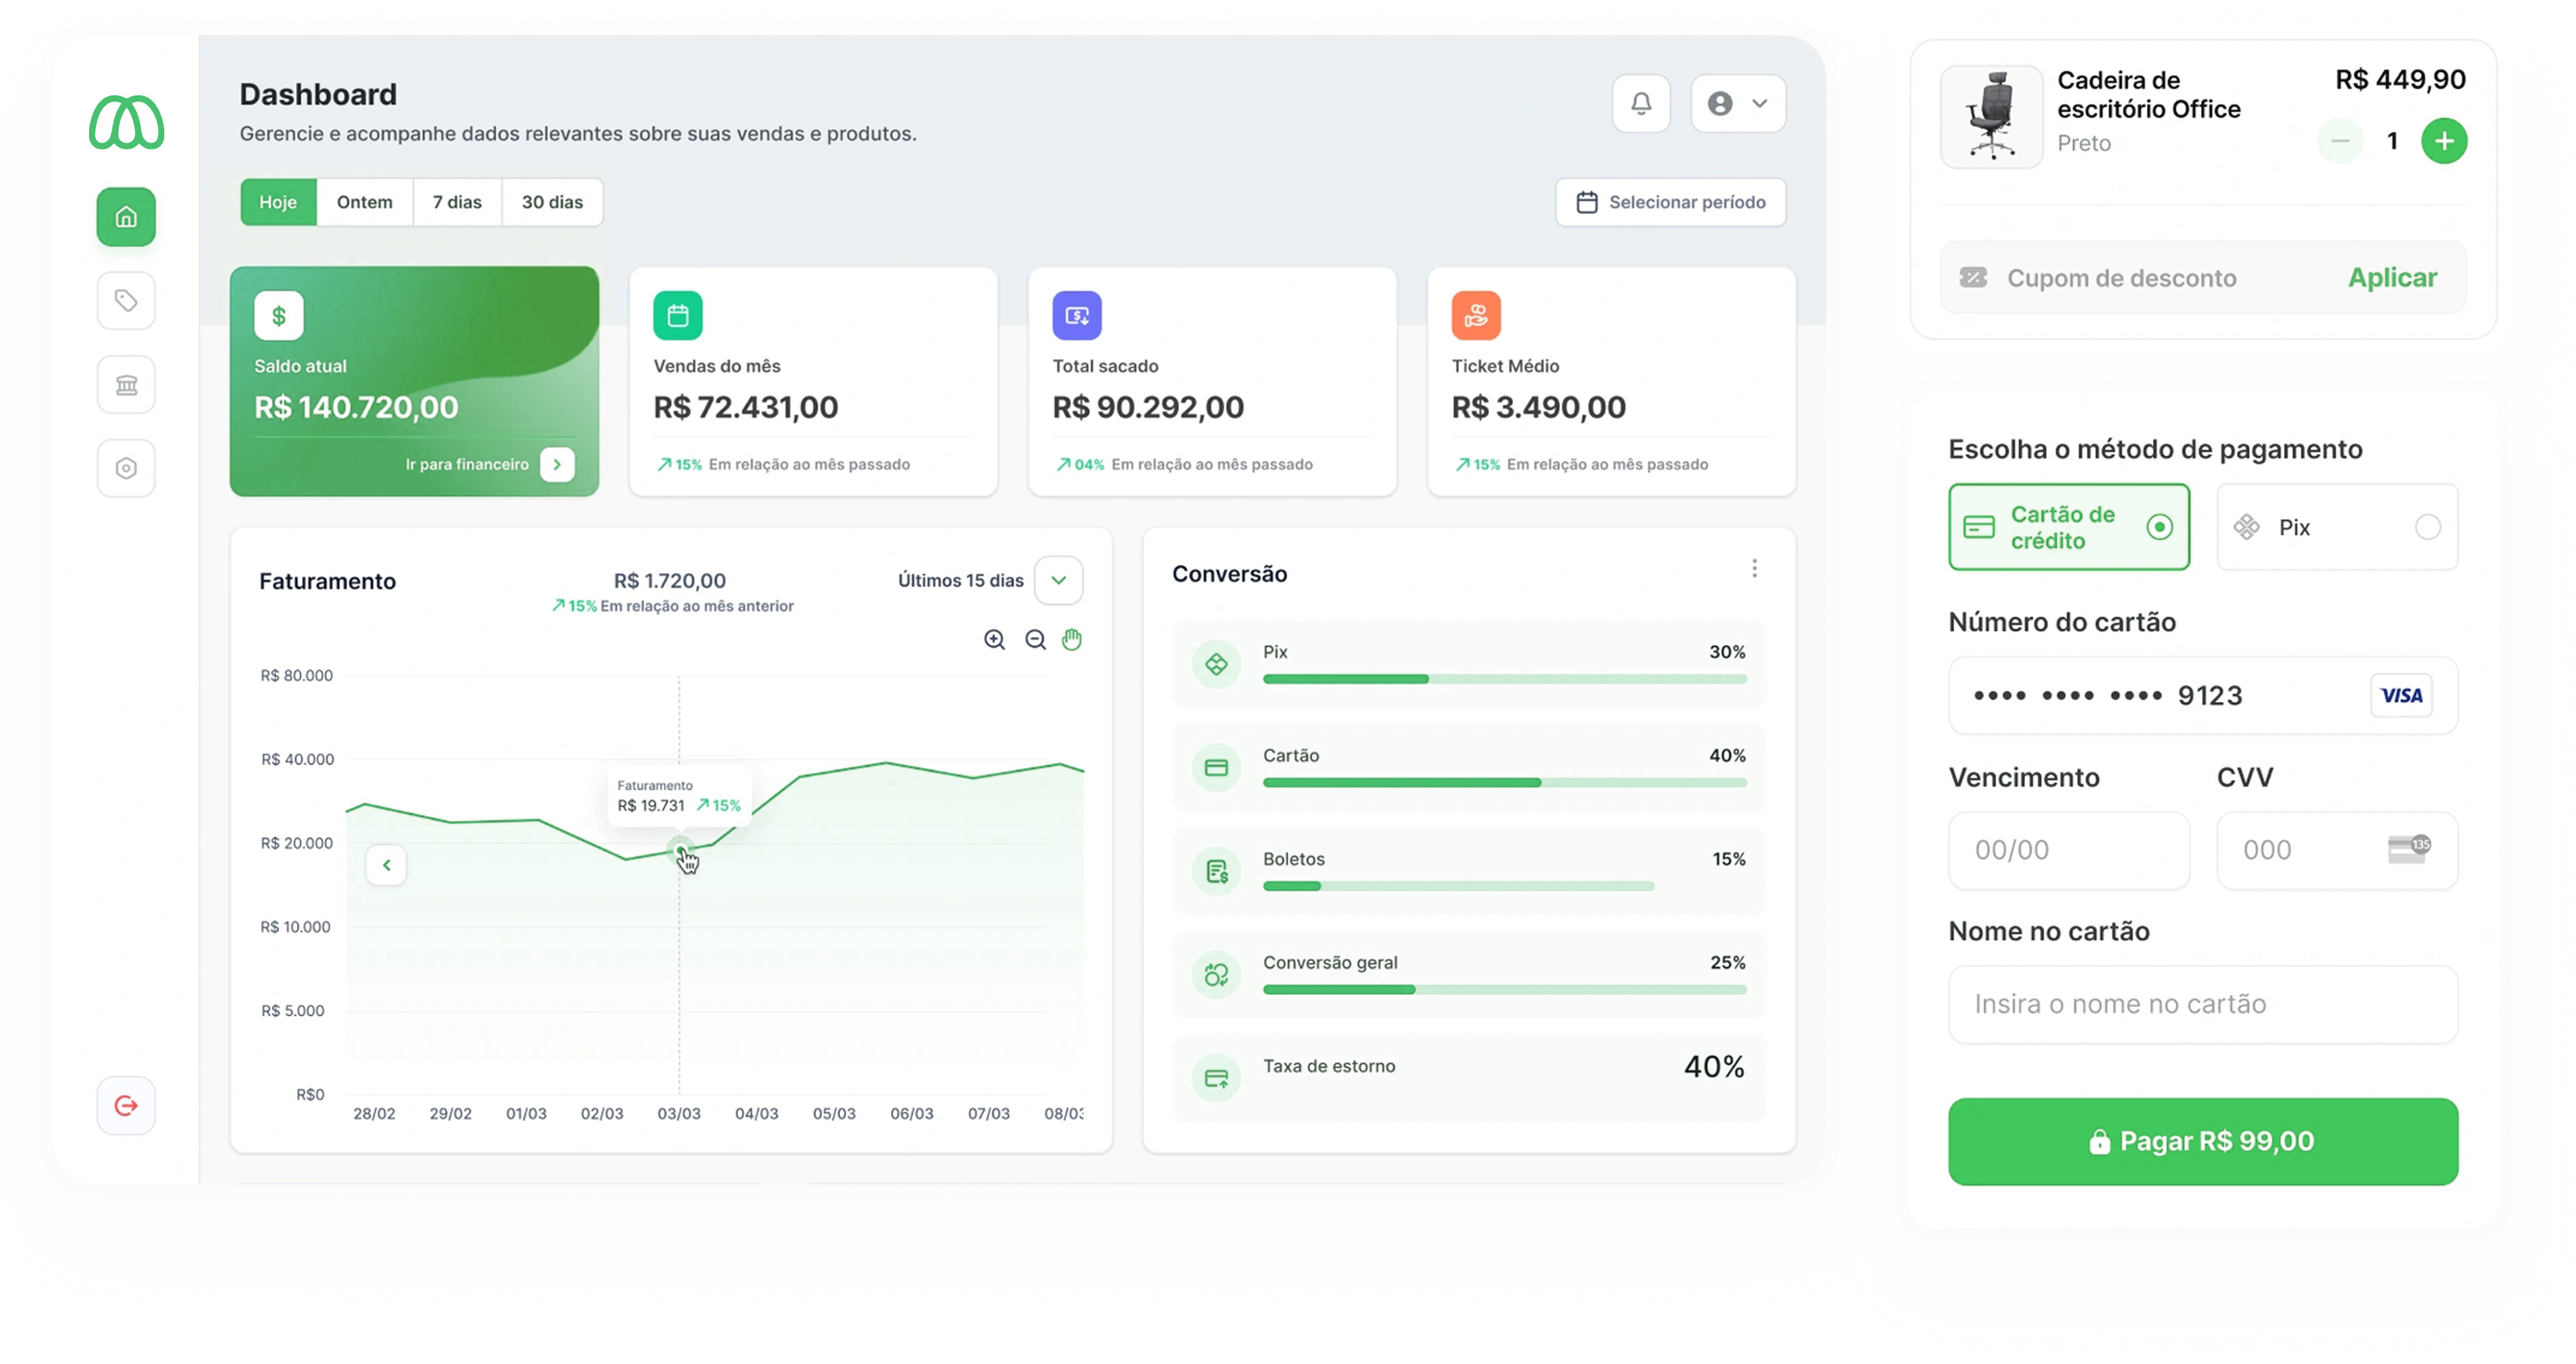 Dashboard
Gerencie e acompanhe dados relevantes sobre suas vendas e produtos.
Hoje
Ontem
7 dias
30 dias
Selecionar período
Saldo atual
R$ 140.720,00
Ir para financeiro
Vendas do mês
R$ 72.431,00
15% Em relação ao mês passado
Total sacado
R$ 90.292,00
04% Em relação ao mês passado
Ticket Médio
R$ 3.490,00
15% Em relação ao mês passado
Faturamento
R$ 1.720,00
15% Em relação ao mês anterior
Últimos 15 dias
R$ 80.000
R$ 40.000
R$ 20.000
R$ 10.000
R$ 5.000
R$0
Faturamento
R$ 19.731 15%
28/02
29/02
01/03
02/03
03/03
04/03
05/03
06/03
07/03
08/03
Conversão
Pix
30%
Cartão
40%
Boletos
15%
Conversão geral
25%
Taxa de estorno
40%
Cadeira de
escritório Office
Preto
R$ 449,90
1
Cupom de desconto
Aplicar
Escolha o método de pagamento
Cartão de
crédito
Pix
Número do cartão
•••• •••• •••• 9123
VISA
Vencimento
CVV
00/00
000
135
Nome no cartão
Insira o nome no cartão
Pagar R$ 99,00